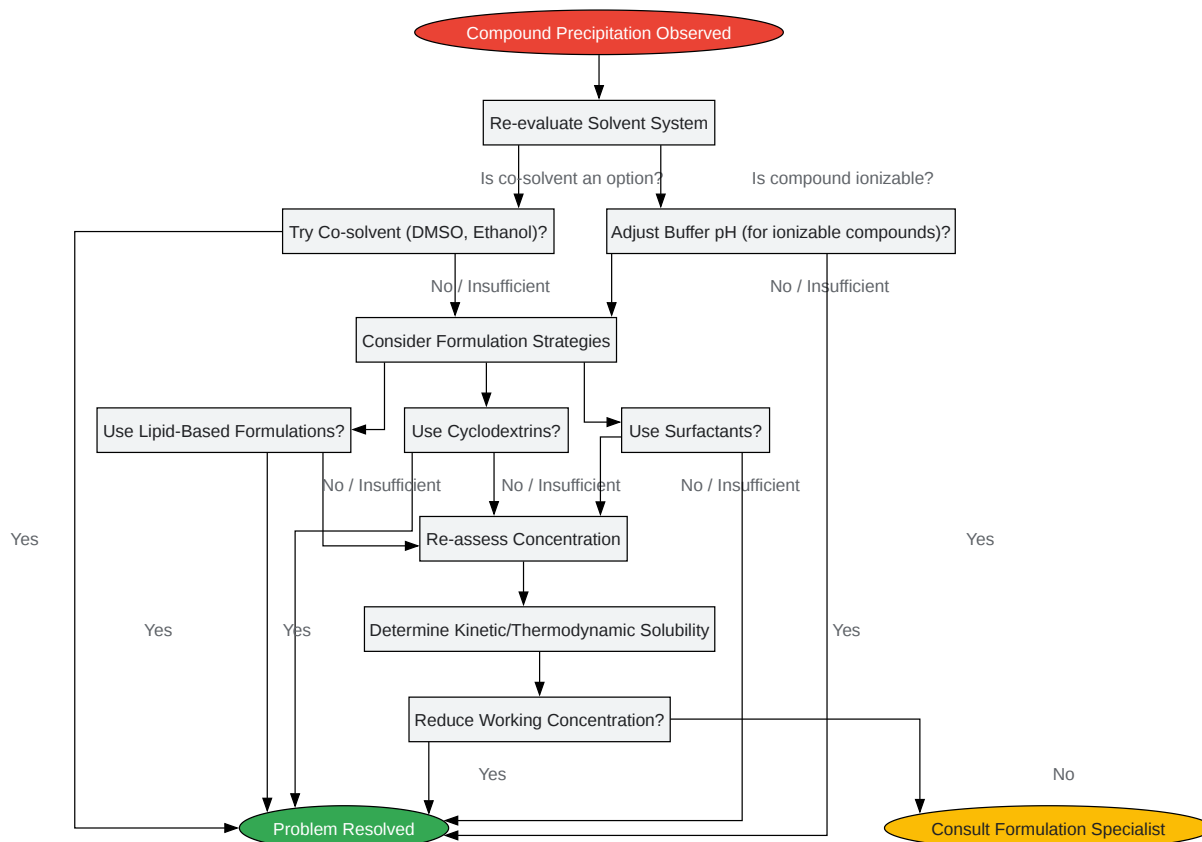 Compound Precipitation Observed
Re-evaluate Solvent System
Is co-solvent an option?
Is compound ionizable?
Try Co-solvent (DMSO, Ethanol)?
Adjust Buffer pH (for ionizable compounds)?
No / Insufficient
No / Insufficient
Consider Formulation Strategies
Use Lipid-Based Formulations?
Use Cyclodextrins?
Use Surfactants?
No / Insufficient
No / Insufficient
No / Insufficient
Yes
Re-assess Concentration
Yes
Yes
Yes
Determine Kinetic/Thermodynamic Solubility
Yes
Reduce Working Concentration?
Yes
No
Problem Resolved
Consult Formulation Specialist